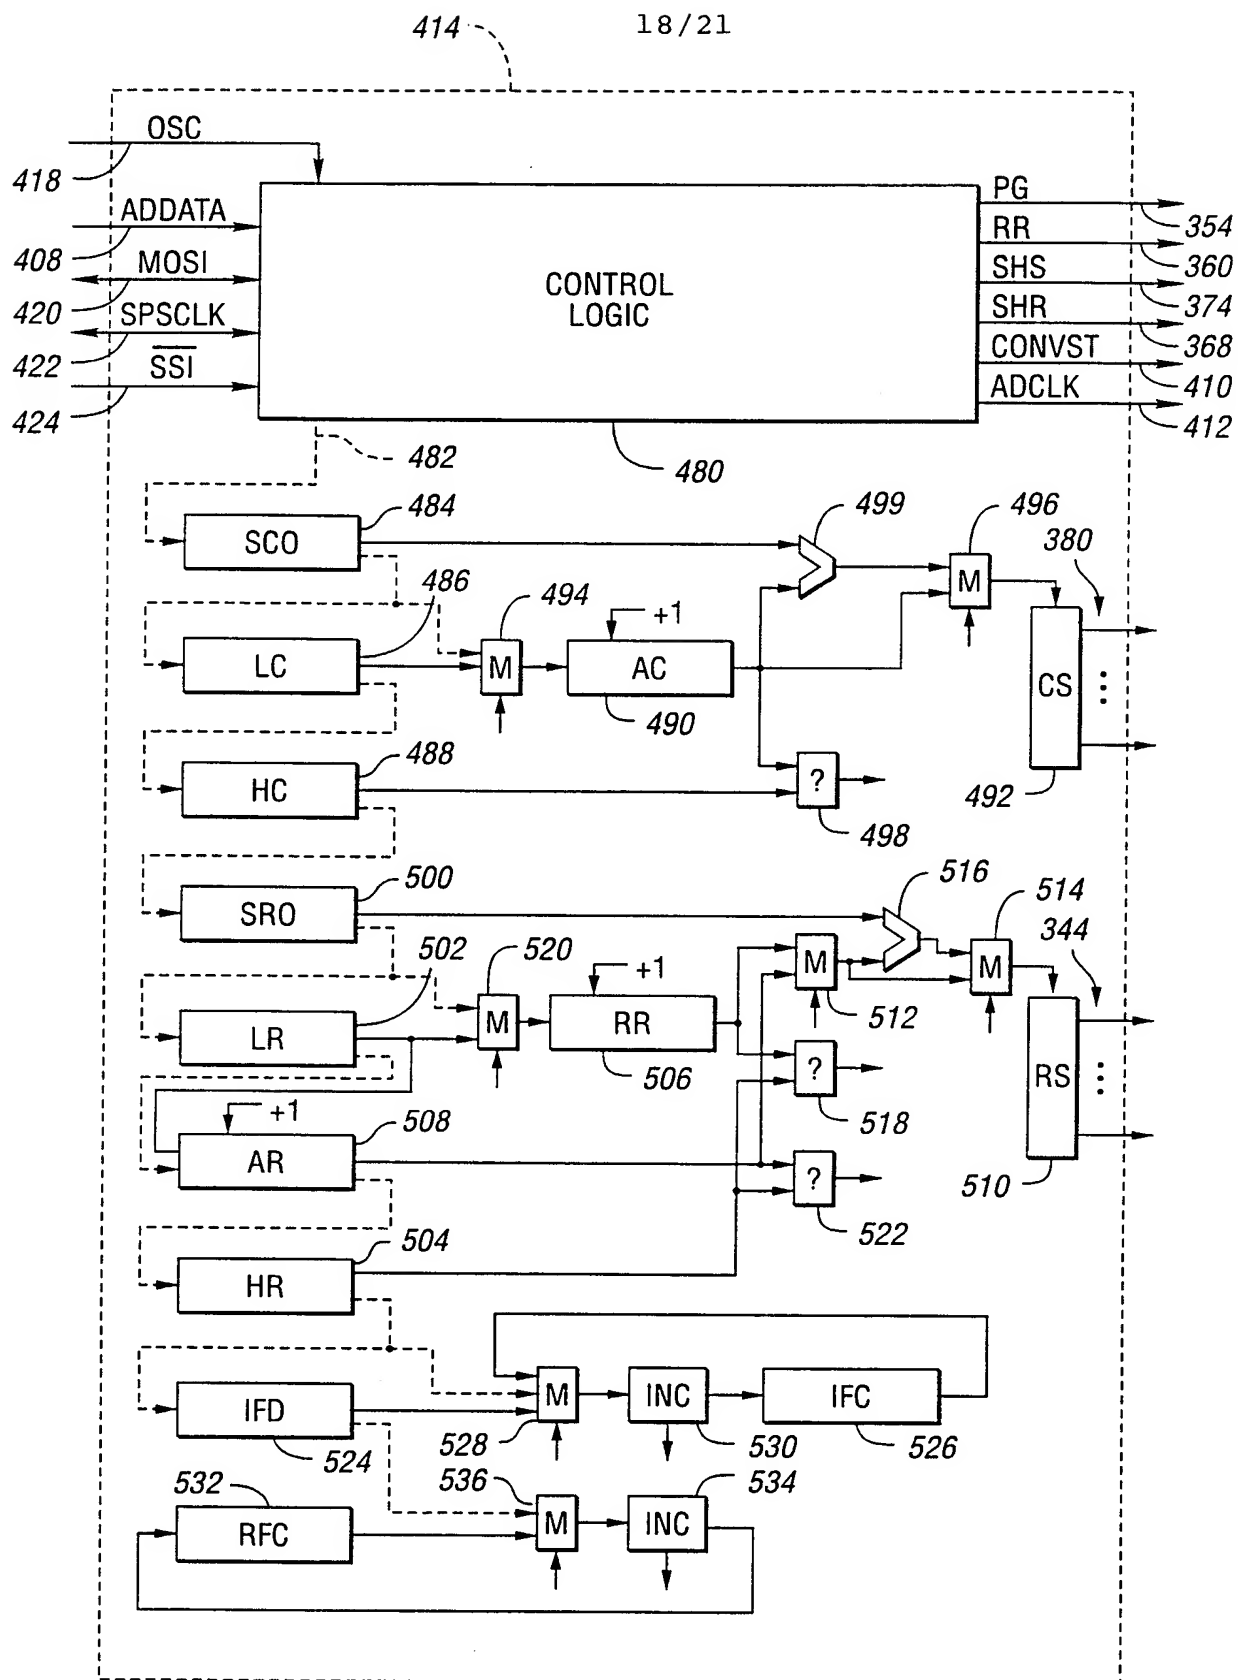 414
18/21
OSC
418
ADDATA
408
MOSI
420
SPSCLK
422
SSI
424
CONTROL
LOGIC
PG
354
RR
360
SHS
374
SHR
368
CONVST
410
ADCLK
412
482
480
SCO
484
499
M
496
380
LC
486
M
494
+1
AC
490
CS
492
HC
488
?
498
SRO
500
516
514
344
LR
502
520
M
+1
RR
506
M
512
M
?
518
RS
510
+1
AR
508
?
522
HR
504
IFD
524
M
528
INC
530
IFC
526
532
RFC
536
M
534
INC